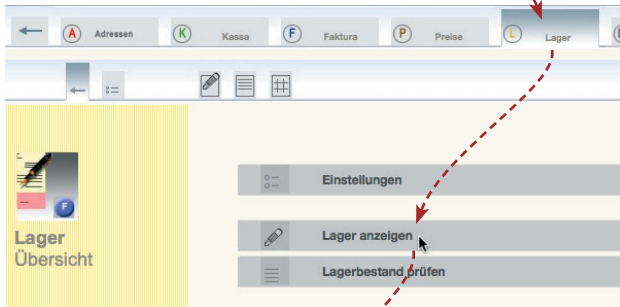 A Adressen K Kassa F Faktura P Preise L Lager
Einstellungen
F
Lager anzeigen
Lager
Übersicht
Lagerbestand prüfen